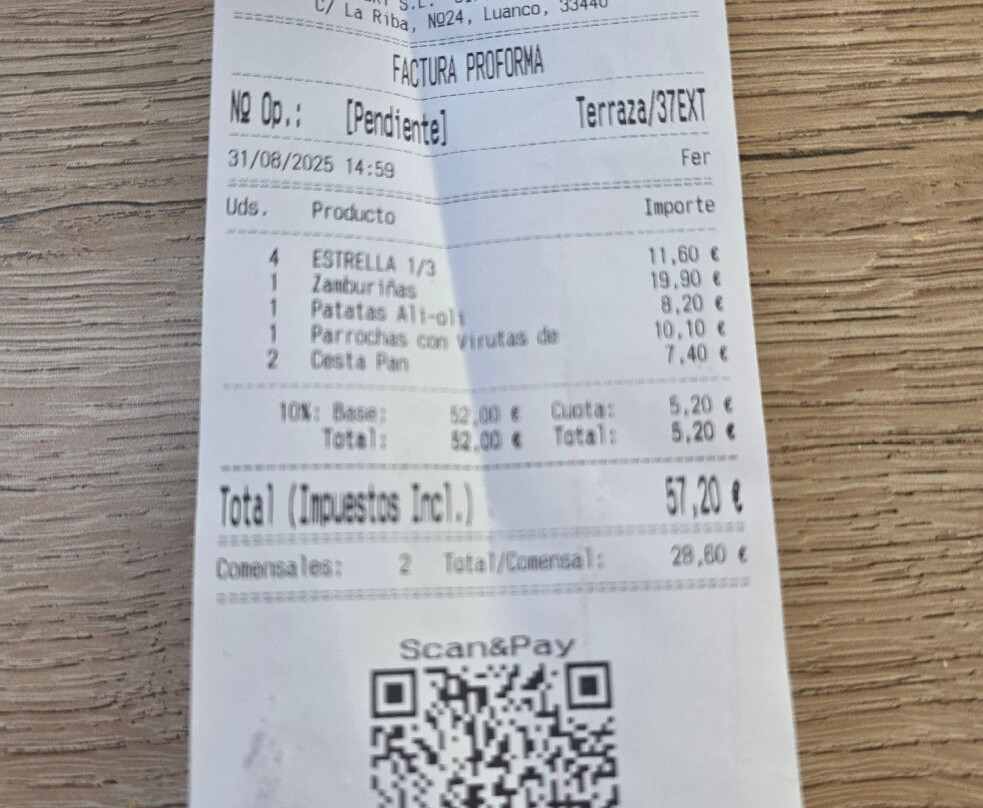 S.L.
C/ La Riba, Nº24, Luanco, 33440
FACTURA PROFORMA
Nº Op.: [Pendiente] Terraza/37EXT
31/08/2025 14:59 Fer
Uds. Producto Importe
4 ESTRELLA 1/3 11,60 €
1 Zamburiñas 19,90 €
1 Patatas Ali-oli 8,20 €
1 Parrochas con virutas de 10,10 €
2 Cesta Pan 7,40 €
10%: Base: 52,00 € Cuota: 5,20 €
Total: 52,00 € Total: 5,20 €
Total (Impuestos Incl.) 57,20 €
Comensales: 2 Total/Comensal: 28,60 €
Scan&Pay